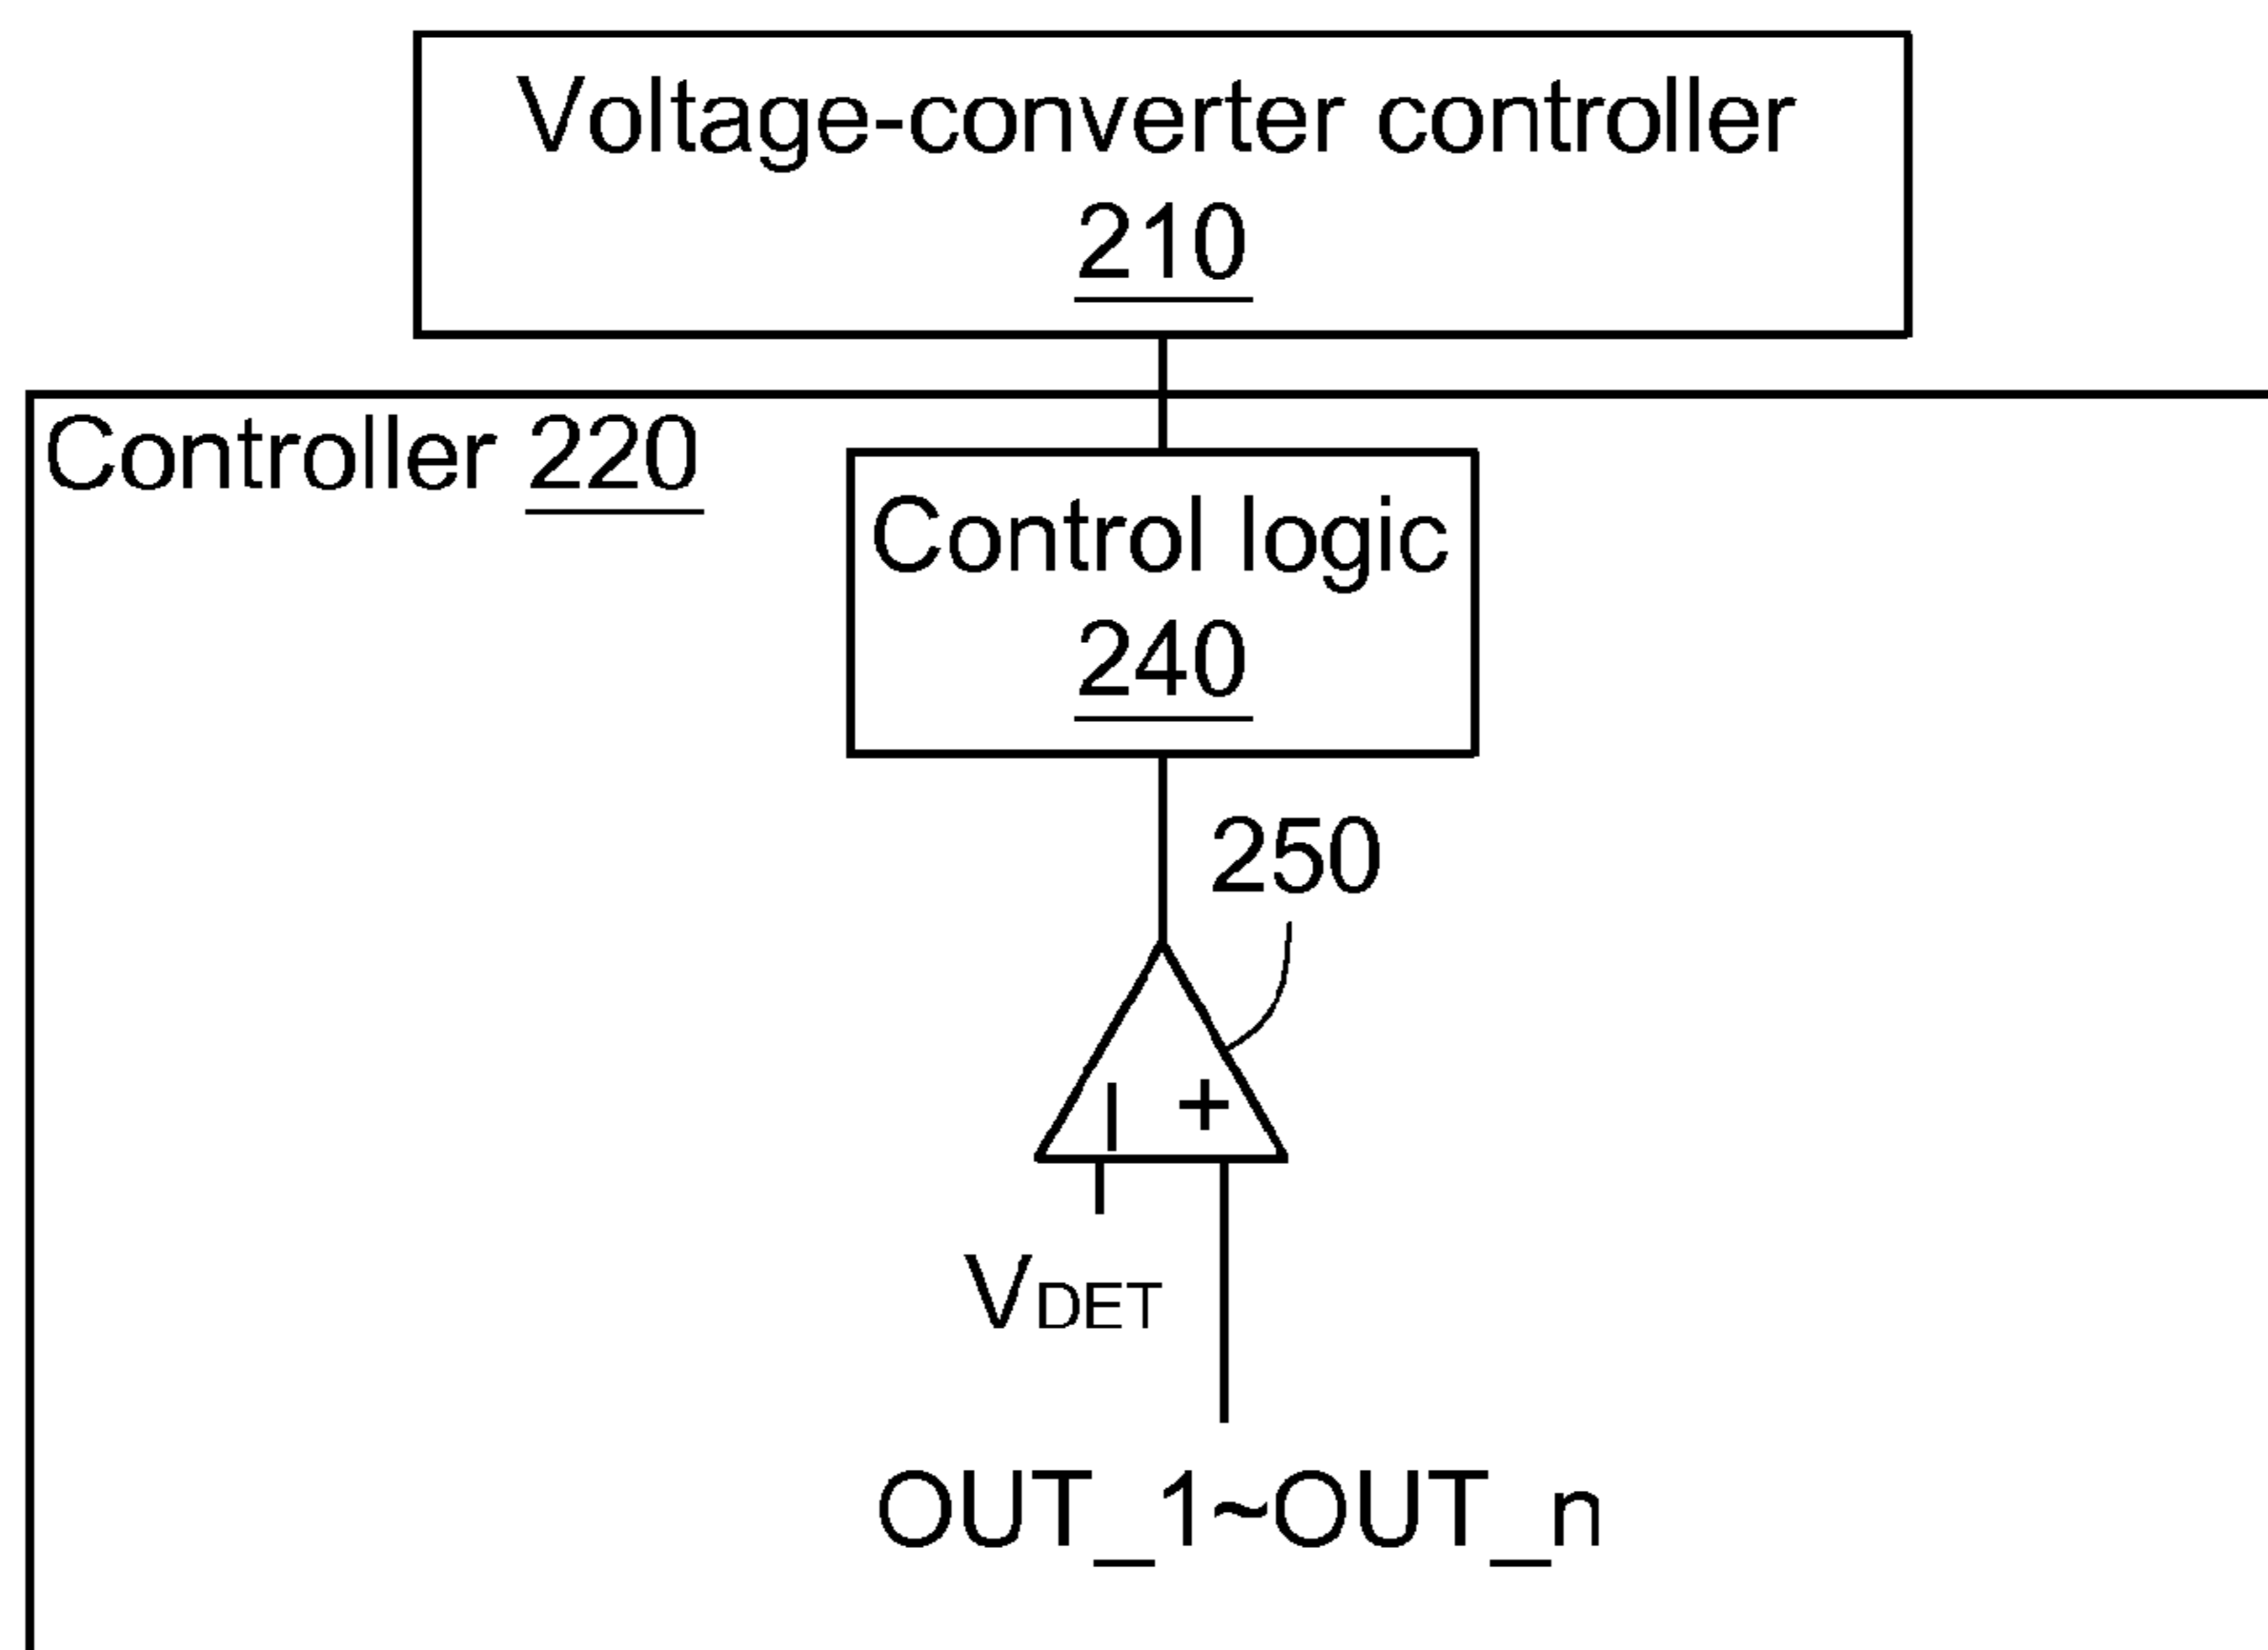 Voltage-converter controller
210
Controller 220
Control logic
240
250
+
VDET
OUT_1~OUT_n